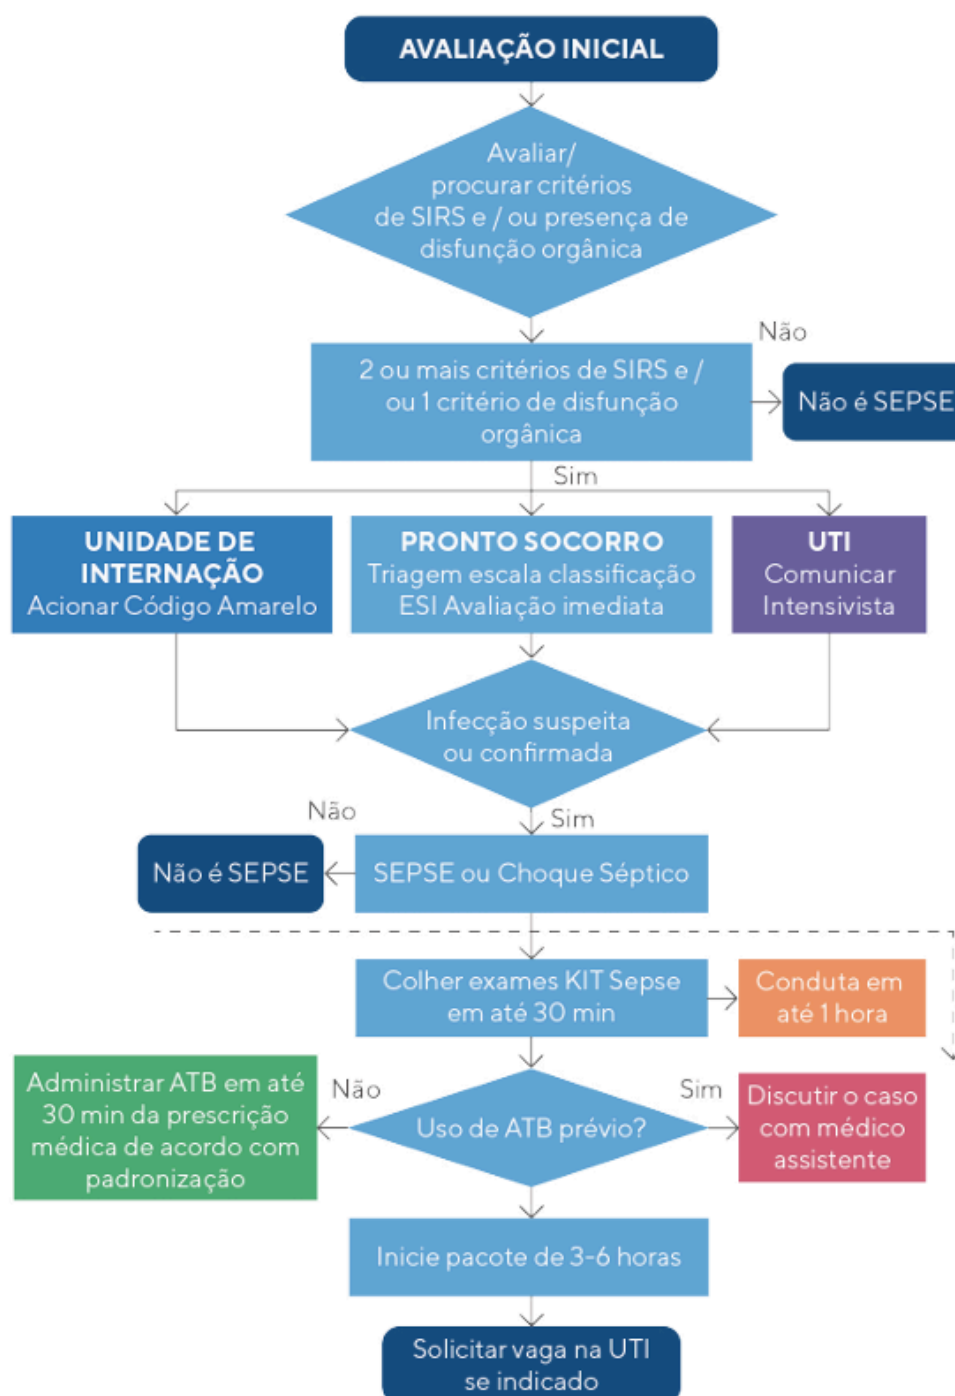 AVALIAÇÃO INICIAL
Avaliar/
procurar critérios
de SIRS e / ou presença de
disfunção orgânica
Não
2 ou mais critérios de SIRS e /
ou 1 critério de disfunção
orgânica
Não é SEPSE
Sim
UNIDADE DE
INTERNAÇÃO
Acionar Código Amarelo
PRONTO SOCORRO
Triagem escala classificação
ESI Avaliação imediata
UTI
Comunicar
Intensivista
Infecção suspeita
ou confirmada
Não
Sim
Não é SEPSE
SEPSE ou Choque Séptico
Colher exames KIT Sepse
em até 30 min
Conduta em
até 1 hora
Administrar ATB em até
30 min da prescrição
médica de acordo com
padronização
Não
Uso de ATB prévio?
Sim
Discutir o caso
com médico
assistente
Inicie pacote de 3-6 horas
Solicitar vaga na UTI
se indicado